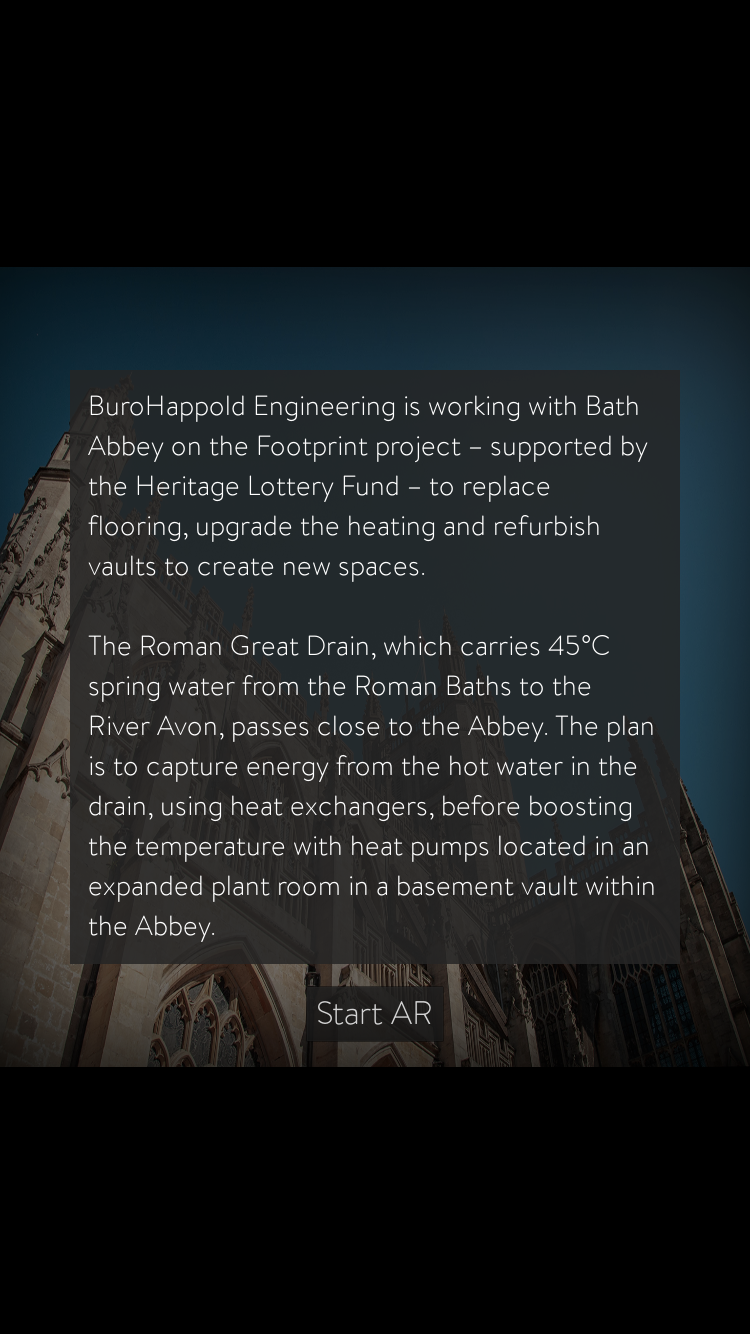 BuroHappold Engineering is working with Bath
Abbey on the Footprint project – supported by
the Heritage Lottery Fund – to replace
flooring, upgrade the heating and refurbish
vaults to create new spaces.
The Roman Great Drain, which carries 45°C
spring water from the Roman Baths to the
River Avon, passes close to the Abbey. The plan
is to capture energy from the hot water in the
drain, using heat exchangers, before boosting
the temperature with heat pumps located in an
expanded plant room in a basement vault within
the Abbey.
Start AR